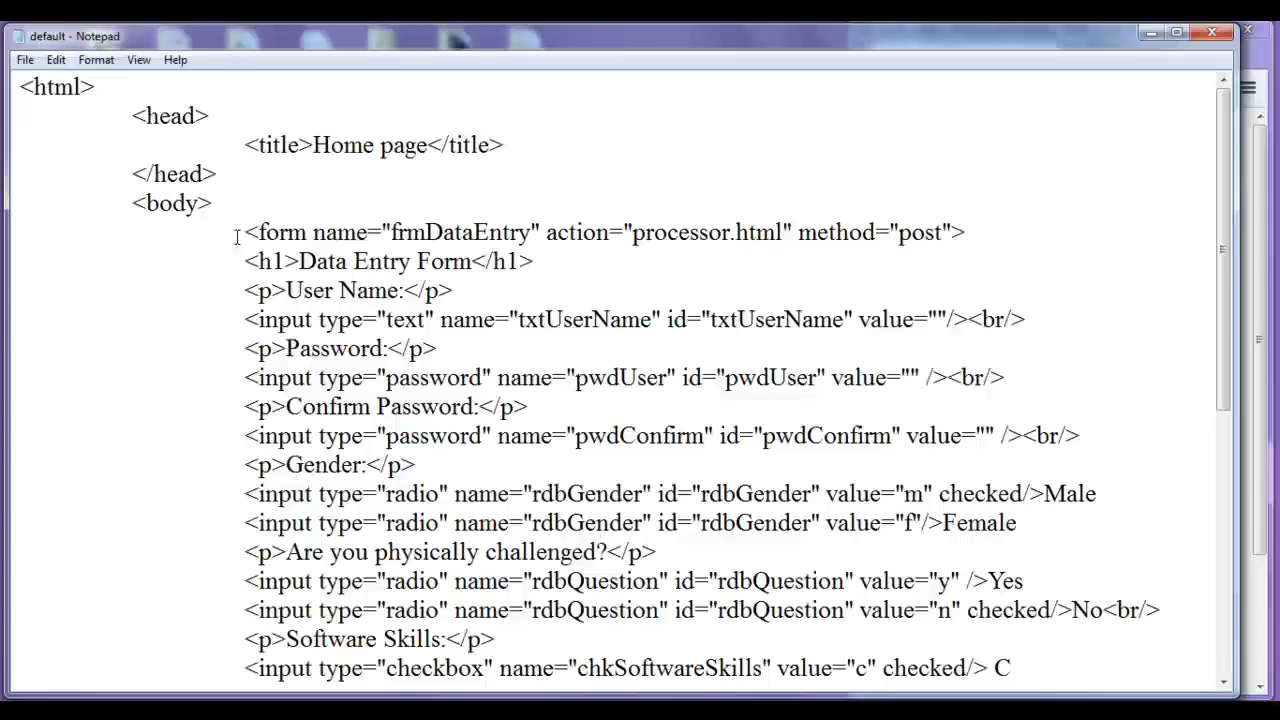 default - Notepad
File Edit Format View Help
<html>
<head>
<title>Home page</title>
</head>
<body>
<form name="frmDataEntry" action="processor.html" method="post">
<h1>Data Entry Form</h1>
<p>User Name:</p>
<input type="text" name="txtUserName" id="txtUserName" value=""/><br/>
<p>Password:</p>
<input type="password" name="pwdUser" id="pwdUser" value="" /><br/>
<p>Confirm Password:</p>
<input type="password" name="pwdConfirm" id="pwdConfirm" value="" /><br/>
<p>Gender:</p>
<input type="radio" name="rdbGender" id="rdbGender" value="m" checked/>Male
<input type="radio" name="rdbGender" id="rdbGender" value="f"/>Female
<p>Are you physically challenged?</p>
<input type="radio" name="rdbQuestion" id="rdbQuestion" value="y" />Yes
<input type="radio" name="rdbQuestion" id="rdbQuestion" value="n" checked/>No<br/>
<p>Software Skills:</p>
<input type="checkbox" name="chkSoftwareSkills" value="c" checked/> C